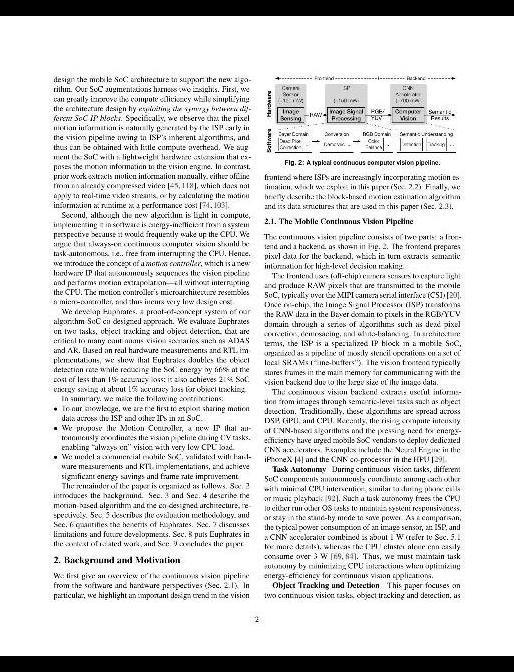 design the mobile SoC architecture to support the new algo-
rithm. Our SoC augmentations harness two insights. First, we
can greatly improve the compute efficiency while simplifying
the architecture design by exploiting the synergy between dif-
ferent SoC IP blocks. Specifically, we observe that the pixel
motion information is naturally generated by the ISP early in
the vision pipeline owing to ISP's inherent algorithms, and
thus can be obtained with little compute overhead. We aug-
ment the SoC with a lightweight hardware extension that ex-
poses the motion information to the vision engine. In contrast,
prior work extracts motion information manually, either offline
from an already compressed video [45, 118], which does not
apply to real-time video streams, or by calculating the motion
information at runtime at a performance cost [74, 103].
Second, although the new algorithm is light in compute,
implementing it in software is energy-inefficient from a system
perspective because it would frequently wake up the CPU. We
argue that always-on continuous computer vision should be
task-autonomous, i.e., free from interrupting the CPU. Hence,
we introduce the concept of a motion controller, which is a new
hardware IP that autonomously sequences the vision pipeline
and performs motion extrapolation—all without interrupting
the CPU. The motion controller's microarchitecture resembles
a micro-controller, and thus incurs very low design cost.
We develop Euphrates, a proof-of-concept system of our
algorithm-SoC co-designed approach. We evaluate Euphrates
on two tasks, object tracking and object detection, that are
critical to many continuous vision scenarios such as ADAS
and AR. Based on real hardware measurements and RTL im-
plementations, we show that Euphrates doubles the object
detection rate while reducing the SoC energy by 66% at the
cost of less than 1% accuracy loss; it also achieves 21% SoC
energy saving at about 1% accuracy loss for object tracking.
In summary, we make the following contributions:
• To our knowledge, we are the first to exploit sharing motion
data across the ISP and other IPs in an SoC.
• We propose the Motion Controller, a new IP that au-
tonomously coordinates the vision pipeline during CV tasks,
enabling "always-on" vision with very low CPU load.
• We model a commercial mobile SoC, validated with hard-
ware measurements and RTL implementations, and achieve
significant energy savings and frame rate improvement.
The remainder of the paper is organized as follows. Sec. 2
introduces the background. Sec. 3 and Sec. 4 describe the
motion-based algorithm and the co-designed architecture, re-
spectively. Sec. 5 describes the evaluation methodology, and
Sec. 6 quantifies the benefits of Euphrates. Sec. 7 discusses
limitations and future developments. Sec. 8 puts Euphrates in
the context of related work, and Sec. 9 concludes the paper.
2. Background and Motivation
We first give an overview of the continuous vision pipeline
from the software and hardware perspectives (Sec. 2.1). In
particular, we highlight an important design trend in the vision
Frontend Backend
Hardware
Camera Sensor
ISP
CNN Accelerator
Image Sensing
RAW
Image Signal Processing
RGB/ YUV
Computer Vision
Semantic Results
Software
Bayer Domain Conversion RGB Domain Semantic Understanding
Dead Pixel Correction
Demosaic
Color Balance
Detection Tracking ...
Fig. 2: A typical continuous computer vision pipeline.
frontend where ISPs are increasingly incorporating motion es-
timation, which we exploit in this paper (Sec. 2.2). Finally, we
briefly describe the block-based motion estimation algorithm
and its data structures that are used in this paper (Sec. 2.3).
2.1. The Mobile Continuous Vision Pipeline
The continuous vision pipeline consists of two parts: a fron-
tend and a backend, as shown in Fig. 2. The frontend prepares
pixel data for the backend, which in turn extracts semantic
information for high-level decision making.
The frontend uses (off-chip) camera sensors to capture light
and produce RAW pixels that are transmitted to the mobile
SoC, typically over the MIPI camera serial interface (CSI) [20].
Once on-chip, the Image Signal Processor (ISP) transforms
the RAW data in the Bayer domain to pixels in the RGB/YUV
domain through a series of algorithms such as dead pixel
correction, demosacing, and white-balancing. In architecture
terms, the ISP is a specialized IP block in a mobile SoC,
organized as a pipeline of mostly stencil operations on a set of
local SRAMs ("line-buffers"). The vision frontend typically
stores frames in the main memory for communicating with the
vision backend due to the large size of the image data.
The continuous vision backend extracts useful informa-
tion from images through semantic-level tasks such as object
detection. Traditionally, these algorithms are spread across
DSP, GPU, and CPU. Recently, the rising compute intensity
of CNN-based algorithms and the pressing need for energy-
efficiency have urged mobile SoC vendors to deploy dedicated
CNN accelerators. Examples include the Neural Engine in the
iPhoneX [4] and the CNN co-processor in the HPU [29].
Task Autonomy During continuous vision tasks, different
SoC components autonomously coordinate among each other
with minimal CPU intervention, similar to during phone calls
or music playback [92]. Such a task autonomy frees the CPU
to either run other OS tasks to maintain system responsiveness,
or stay in the stand-by mode to save power. As a comparison,
the typical power consumption of an image sensor, an ISP, and
a CNN accelerator combined is about 1 W (refer to Sec. 5.1
for more details), whereas the CPU cluster alone can easily
consume over 3 W [69, 84]. Thus, we must maintain task
autonomy by minimizing CPU interactions when optimizing
energy-efficiency for continuous vision applications.
Object Tracking and Detection This paper focuses on
two continuous vision tasks, object tracking and detection, as
2